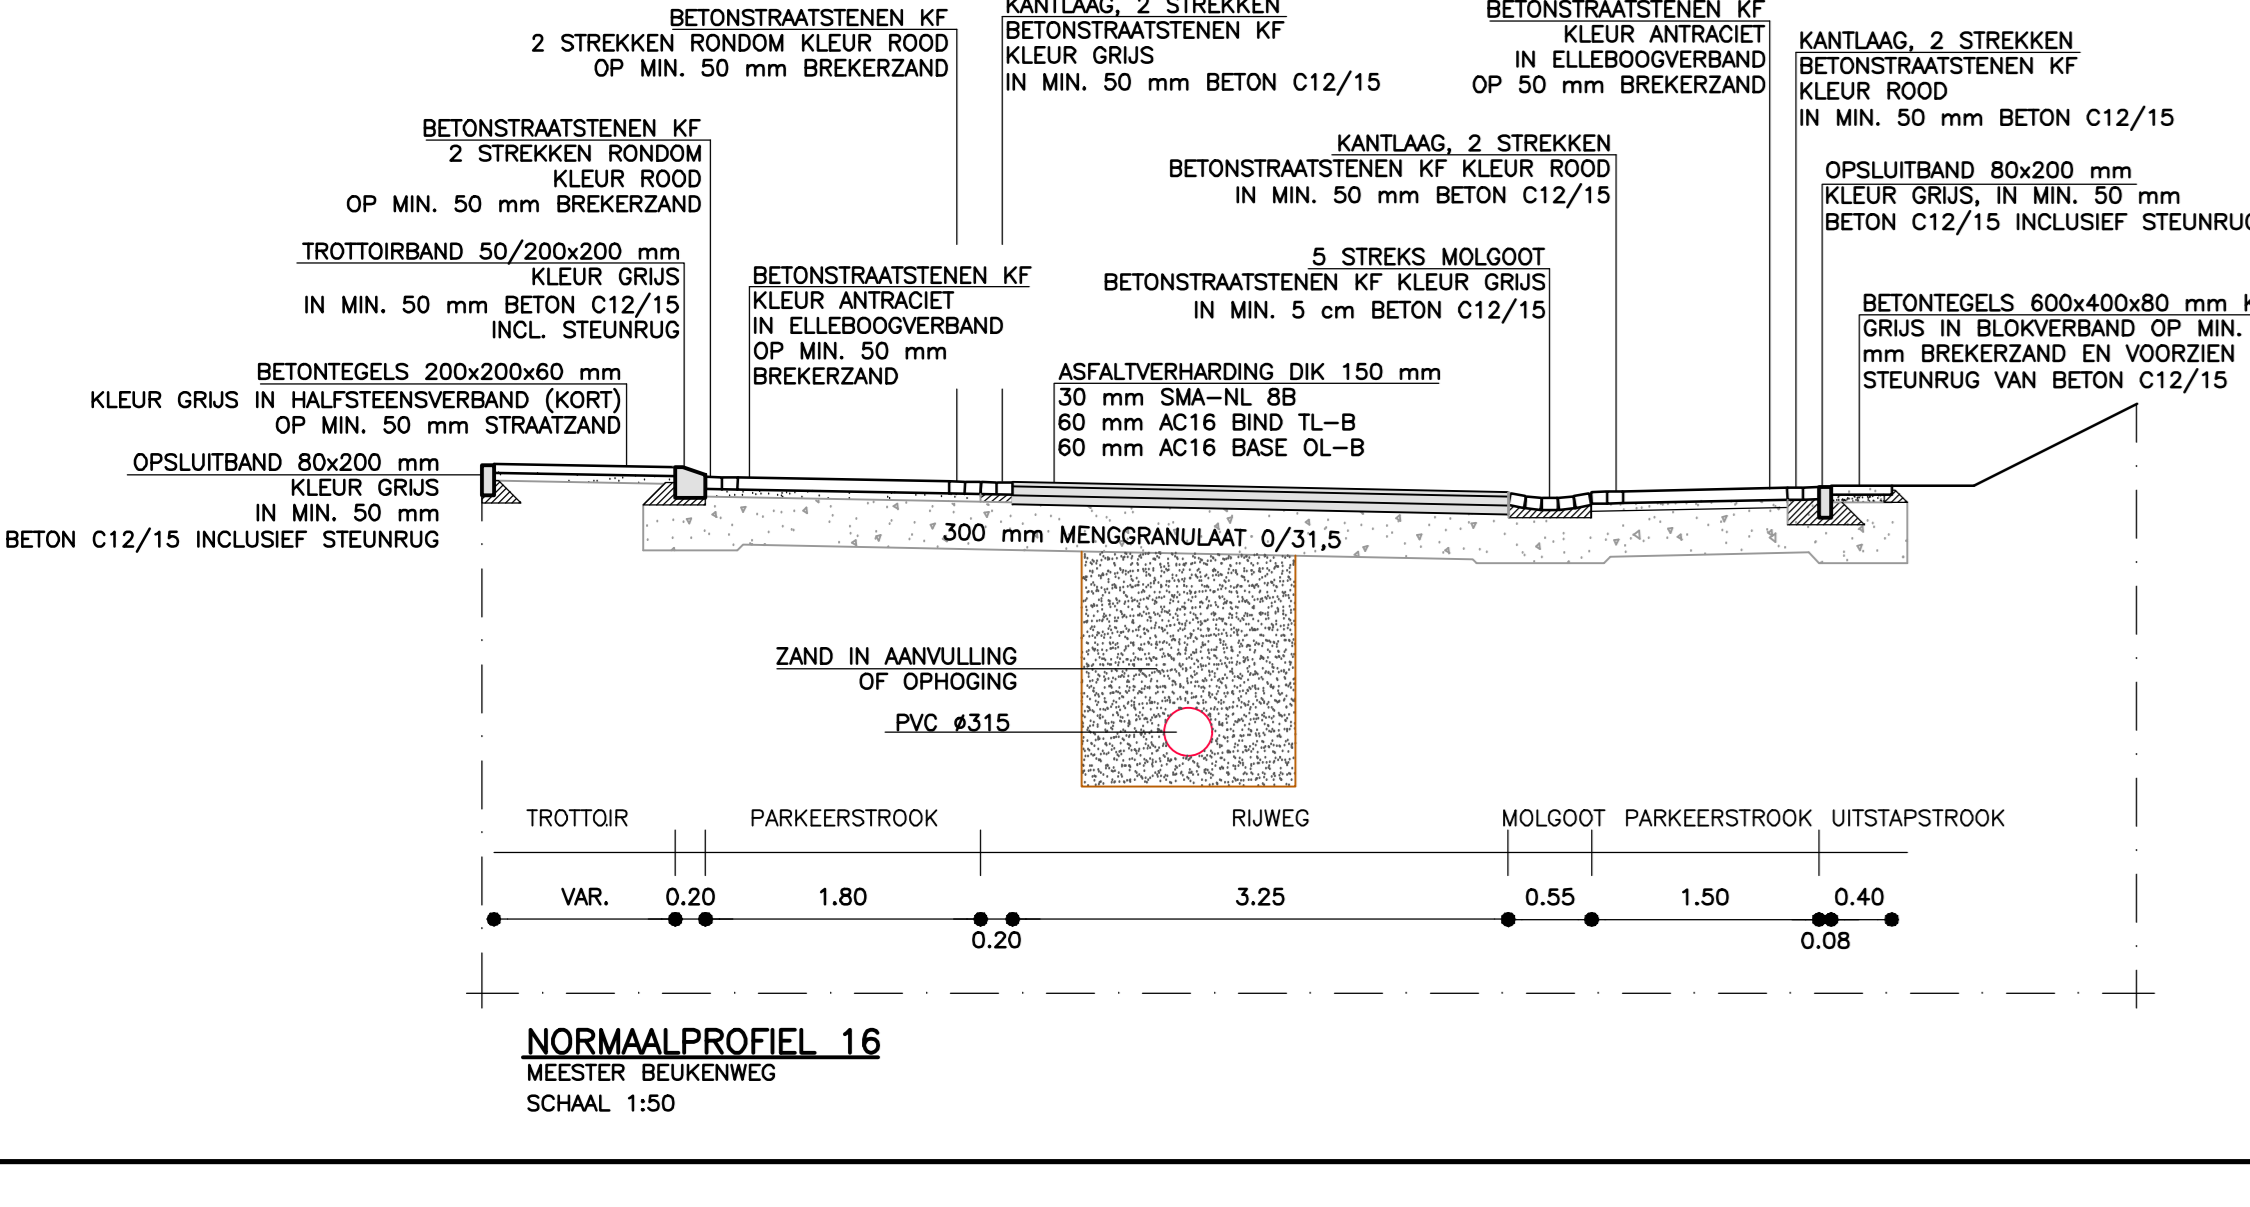 BETONSTRAATSTENEN KF
2 STREKKEN RONDOM KLEUR ROOD
OP MIN. 50 mm BREKERZAND
KANTLAAG, 2 STREKKEN
BETONSTRAATSTENEN KF
KLEUR GRIJS
IN MIN. 50 mm BETON C12/15
BETONSTRAATSTENEN KF
KLEUR ANTRACIET
IN ELLEBOOGVERBAND
OP 50 mm BREKERZAND
KANTLAAG, 2 STREKKEN
BETONSTRAATSTENEN KF
KLEUR ROOD
IN MIN. 50 mm BETON C12/15
BETONSTRAATSTENEN KF
2 STREKKEN RONDOM
KLEUR ROOD
OP MIN. 50 mm BREKERZAND
KANTLAAG, 2 STREKKEN
BETONSTRAATSTENEN KF KLEUR ROOD
IN MIN. 50 mm BETON C12/15
OPSLUITBAND 80x200 mm
KLEUR GRIJS, IN MIN. 50 mm
BETON C12/15 INCLUSIEF STEUNRUG
TROTTOIRBAND 50/200x200 mm
KLEUR GRIJS
IN MIN. 50 mm BETON C12/15
INCL. STEUNRUG
BETONSTRAATSTENEN KF
KLEUR ANTRACIET
IN ELLEBOOGVERBAND
OP MIN. 50 mm
BREKERZAND
5 STREKS MOLGOOT
BETONSTRAATSTENEN KF KLEUR GRIJS
IN MIN. 5 cm BETON C12/15
BETONTEGELS 600x400x80 mm
GRIJS IN BLOKVERBAND OP MIN.
mm BREKERZAND EN VOORZIEN
STEUNRUG VAN BETON C12/15
BETONTEGELS 200x200x60 mm
KLEUR GRIJS IN HALFSTEENSVERBAND (KORT)
OP MIN. 50 mm STRAATZAND
ASFALTVERHARDING DIK 150 mm
30 mm SMA-NL 8B
60 mm AC16 BIND TL-B
60 mm AC16 BASE OL-B
OPSLUITBAND 80x200 mm
KLEUR GRIJS
IN MIN. 50 mm
BETON C12/15 INCLUSIEF STEUNRUG
300 mm MENGGRANULAAT 0/31,5
ZAND IN AANVULLING
OF OPHOGING
PVC ø315
TROTTOIR PARKEERSTROOK RIJWEG MOLGOOT PARKEERSTROOK UITSTAPSTROOK
VAR. 0.20 1.80 3.25 0.55 1.50 0.40
0.20 0.08
NORMAALPROFIEL 16
MEESTER BEUKENWEG
SCHAAL 1:50